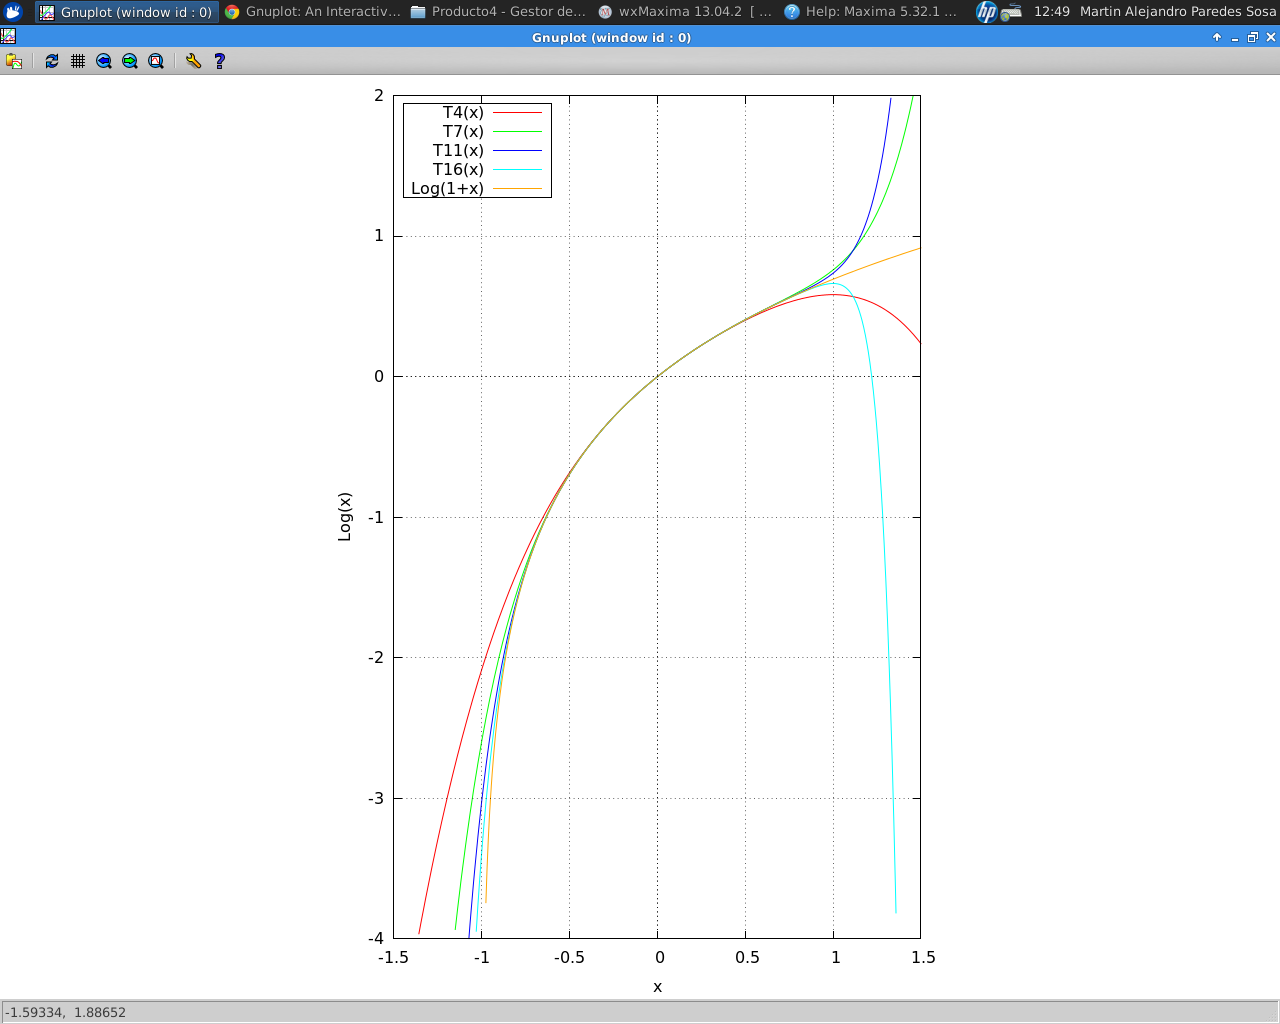 Gnuplot (window id : 0) Gnuplot: An Interactiv... Producto4 - Gestor de... wxMaxima 13.04.2 [ ... Help: Maxima 5.32.1 ... 12:49 Martin Alejandro Paredes Sosa
Gnuplot (window id : 0)
2
T4(x)
T7(x)
T11(x)
T16(x)
Log(1+x)
1
0
Log(x)
-1
-2
-3
-4
-1.5 -1 -0.5 0 0.5 1 1.5
x
-1.59334, 1.88652